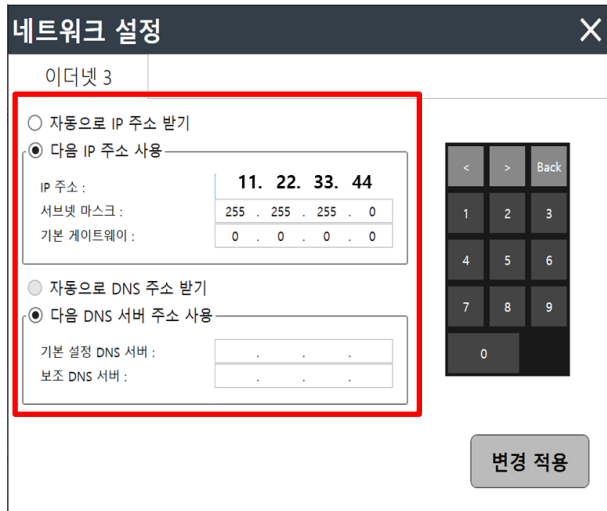 네트워크 설정 X
이더넷 3
자동으로 IP 주소 받기
다음 IP 주소 사용
IP 주소 : 11. 22. 33. 44
서브넷 마스크 : 255 . 255 . 255 . 0
기본 게이트웨이 : 0 . 0 . 0 . 0
자동으로 DNS 주소 받기
다음 DNS 서버 주소 사용
기본 설정 DNS 서버 : . . .
보조 DNS 서버 : . . .
< > Back
1 2 3
4 5 6
7 8 9
0
변경 적용